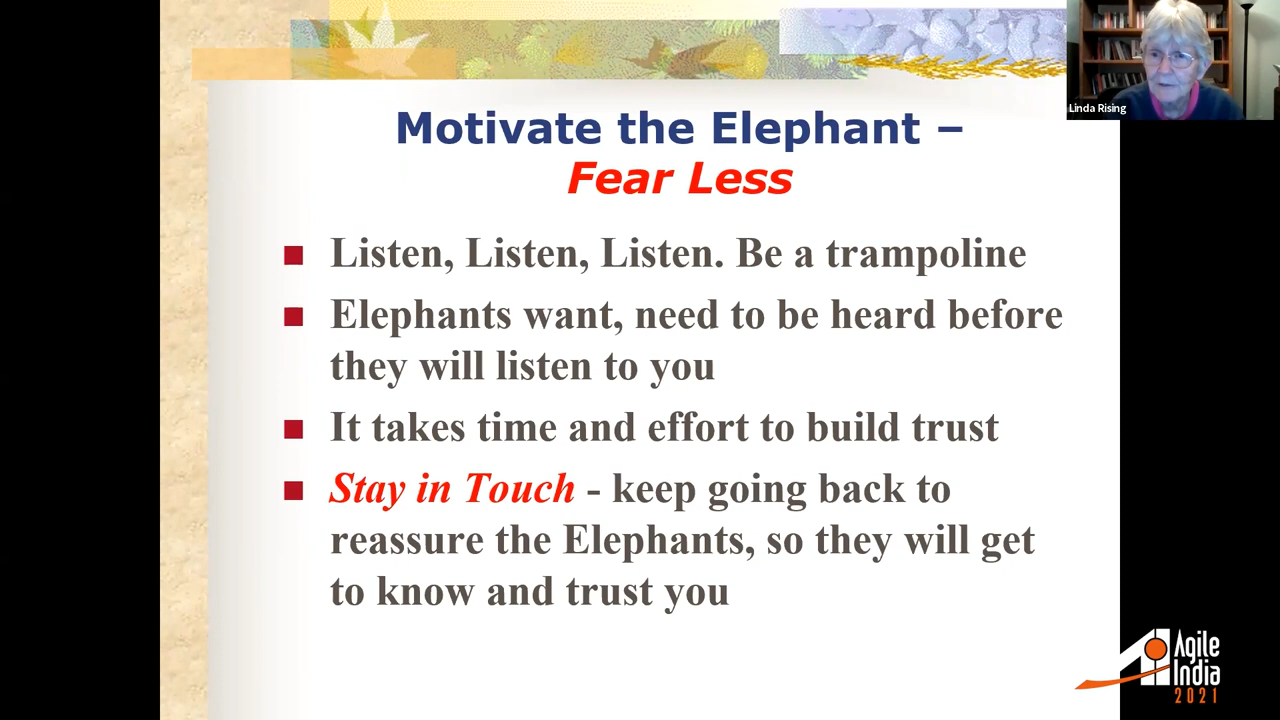 Linda Rising
Motivate the Elephant –
Fear Less
Listen, Listen, Listen. Be a trampoline
Elephants want, need to be heard before
they will listen to you
It takes time and effort to build trust
Stay in Touch - keep going back to
reassure the Elephants, so they will get
to know and trust you
Agile
India
2021